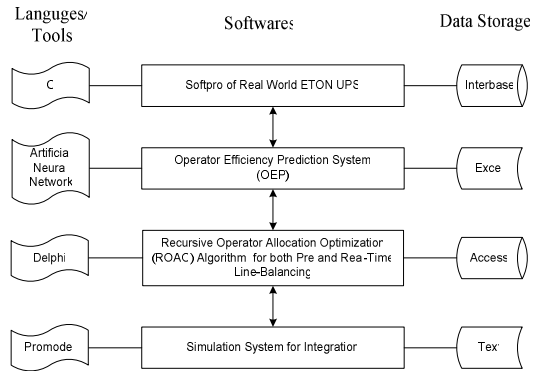 Languges/
Tools
Softwares
Data Storage
C
Softpro of Real World ETON UPS
Interbase
Artificia
Neura
Network
Operator Efficiency Prediction System
(OEP)
Exce
Delphi
Recursive Operator Allocation Optimization
(ROAO) Algorithm for both Pre and Real-Time
Line-Balancing
Access
Promode
Simulation System for Integration
Tex